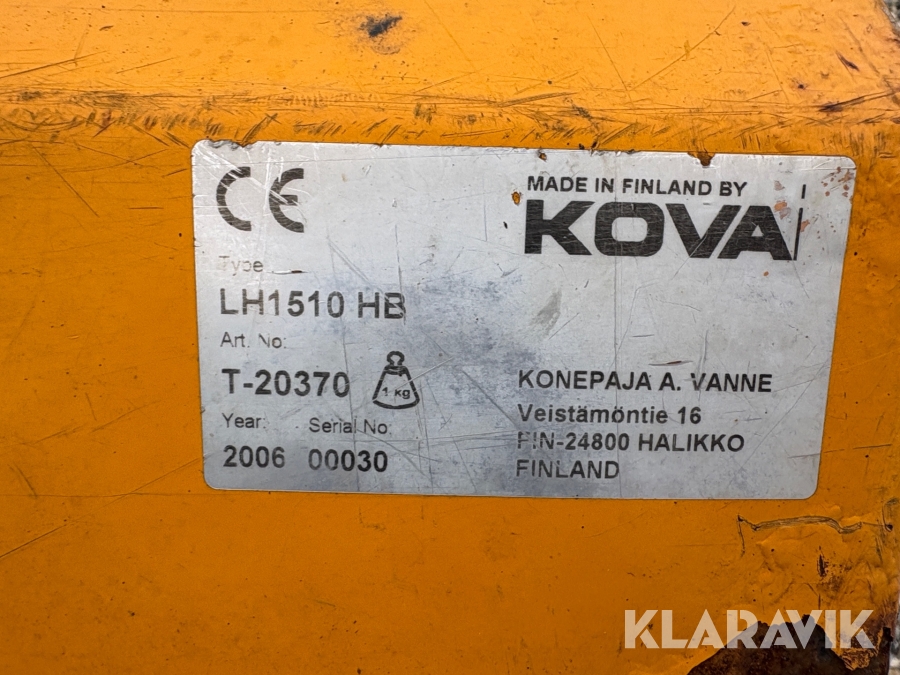 CE
MADE IN FINLAND BY
KOVA
Type
LH1510 HB
Art. No:
T-20370
1 kg
Year: Serial No:
2006 00030
KONEPAJA A. VANNE
Veistämöntie 16
FIN-24800 HALIKKO
FINLAND
KLARAVIK